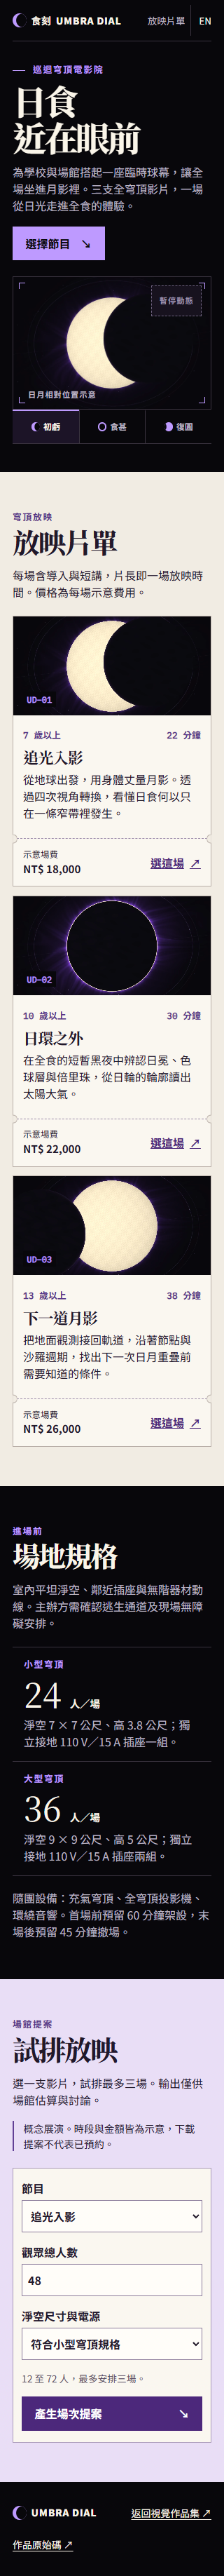 食刻 UMBRA DIAL 放映片單 EN
巡迴穹頂電影院
日食
近在眼前
為學校與場館搭起一座臨時球幕，讓全
場坐進月影裡。三支全穹頂影片，一場
從日光走進全食的體驗。
選擇節目 ↘
暫停動態
日月相對位置示意
初虧 食甚 復圓
穹頂放映
放映片單
每場含導入與短講，片長即一場放映時
間。價格為每場示意費用。
UD—01
7 歲以上 22 分鐘
追光入影
從地球出發，用身體丈量月影。透
過四次視角轉換，看懂日食何以只
在一條窄帶裡發生。
示意場費
NT$ 18,000
選這場 ↗
UD—02
10 歲以上 30 分鐘
日環之外
在全食的短暫黑夜中辨認日冕、色
球層與倍里珠，從日輪的輪廓讀出
太陽大氣。
示意場費
NT$ 22,000
選這場 ↗
UD—03
13 歲以上 38 分鐘
下一道月影
把地面觀測接回軌道，沿著節點與
沙羅週期，找出下一次日月重疊前
需要知道的條件。
示意場費
NT$ 26,000
選這場 ↗
進場前
場地規格
室內平坦淨空、鄰近插座與無階器材動
線。主辦方需確認逃生通道及現場無障
礙安排。
小型穹頂
24 人／場
淨空 7 × 7 公尺、高 3.8 公尺；獨
立接地 110 V／15 A 插座一組。
大型穹頂
36 人／場
淨空 9 × 9 公尺、高 5 公尺；獨立
接地 110 V／15 A 插座兩組。
隨團設備：充氣穹頂、全穹頂投影機、
環繞音響。首場前預留 60 分鐘架設，末
場後預留 45 分鐘撤場。
場館提案
試排放映
選一支影片，試排最多三場。輸出僅供
場館估算與討論。
概念展演。時段與金額皆為示意，下載
提案不代表已預約。
節目
追光入影
觀眾總人數
48
淨空尺寸與電源
符合小型穹頂規格
12 至 72 人，最多安排三場。
產生場次提案 ↘
UMBRA DIAL 返回視覺作品集 ↗
作品原始碼 ↗